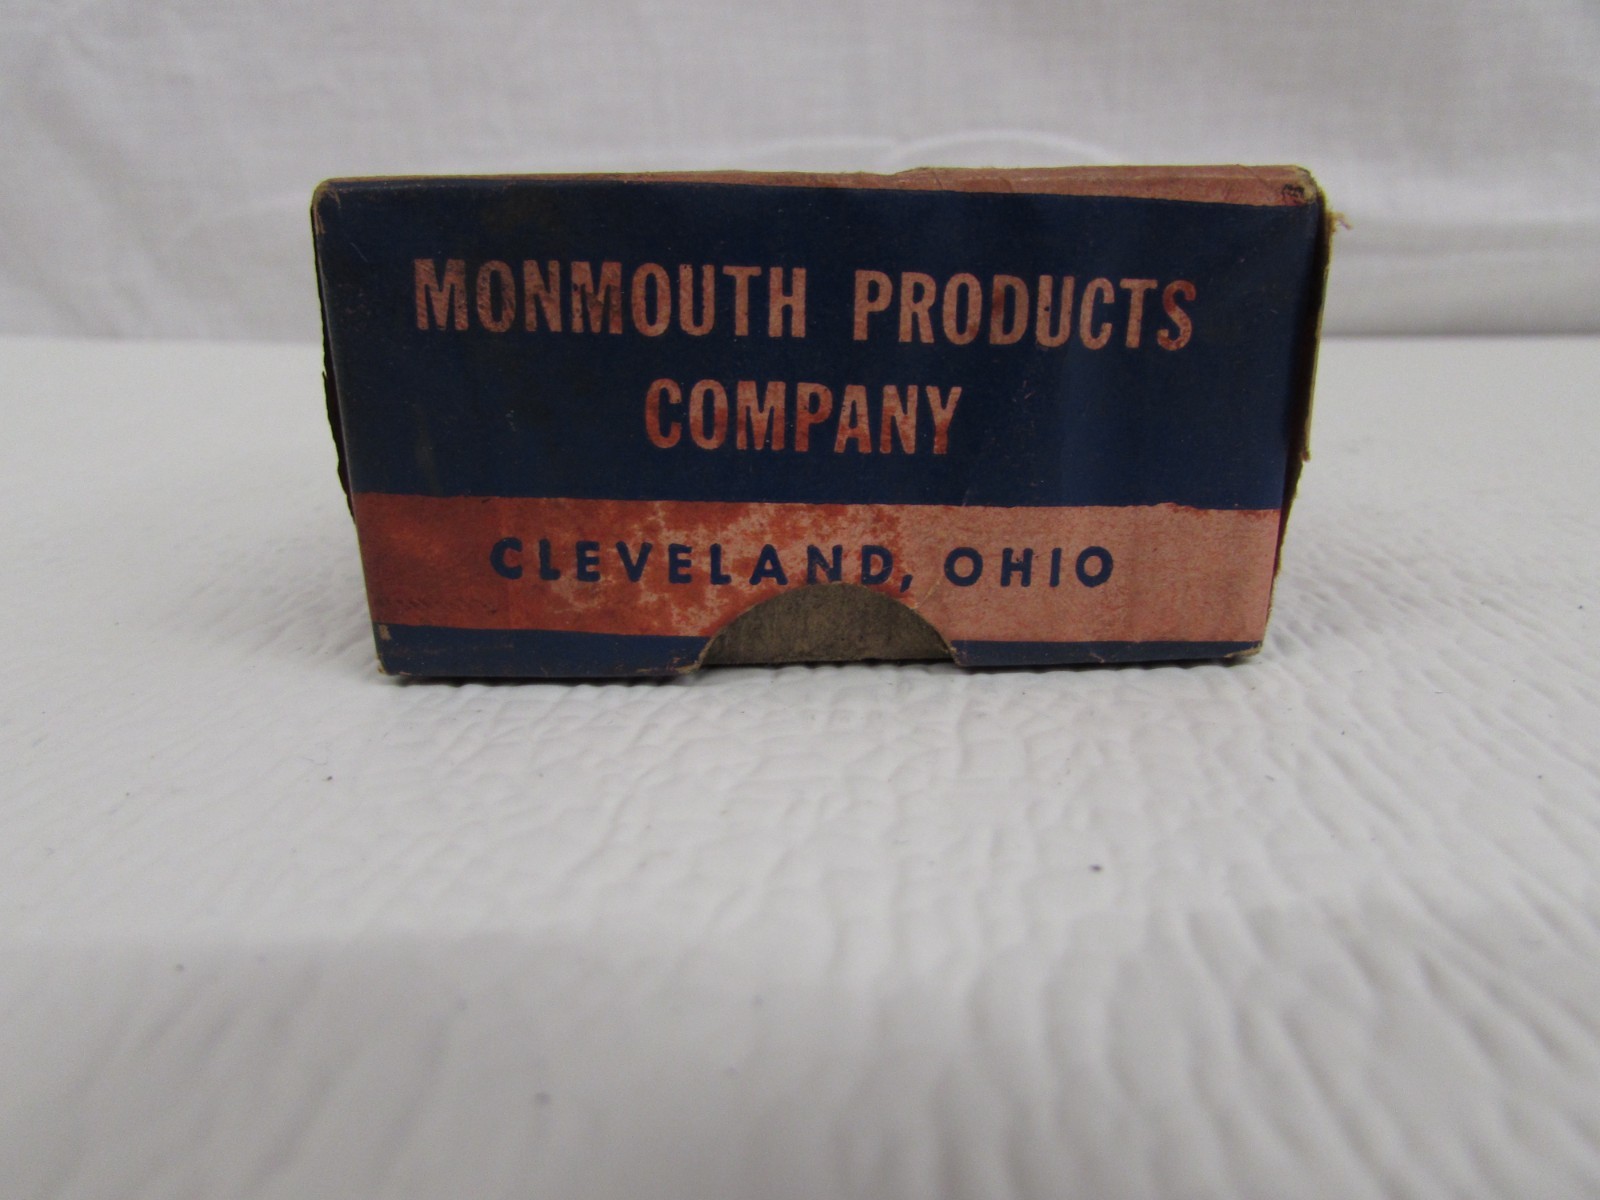 MONMOUTH PRODUCTS
COMPANY
CLEVELAND, OHIO